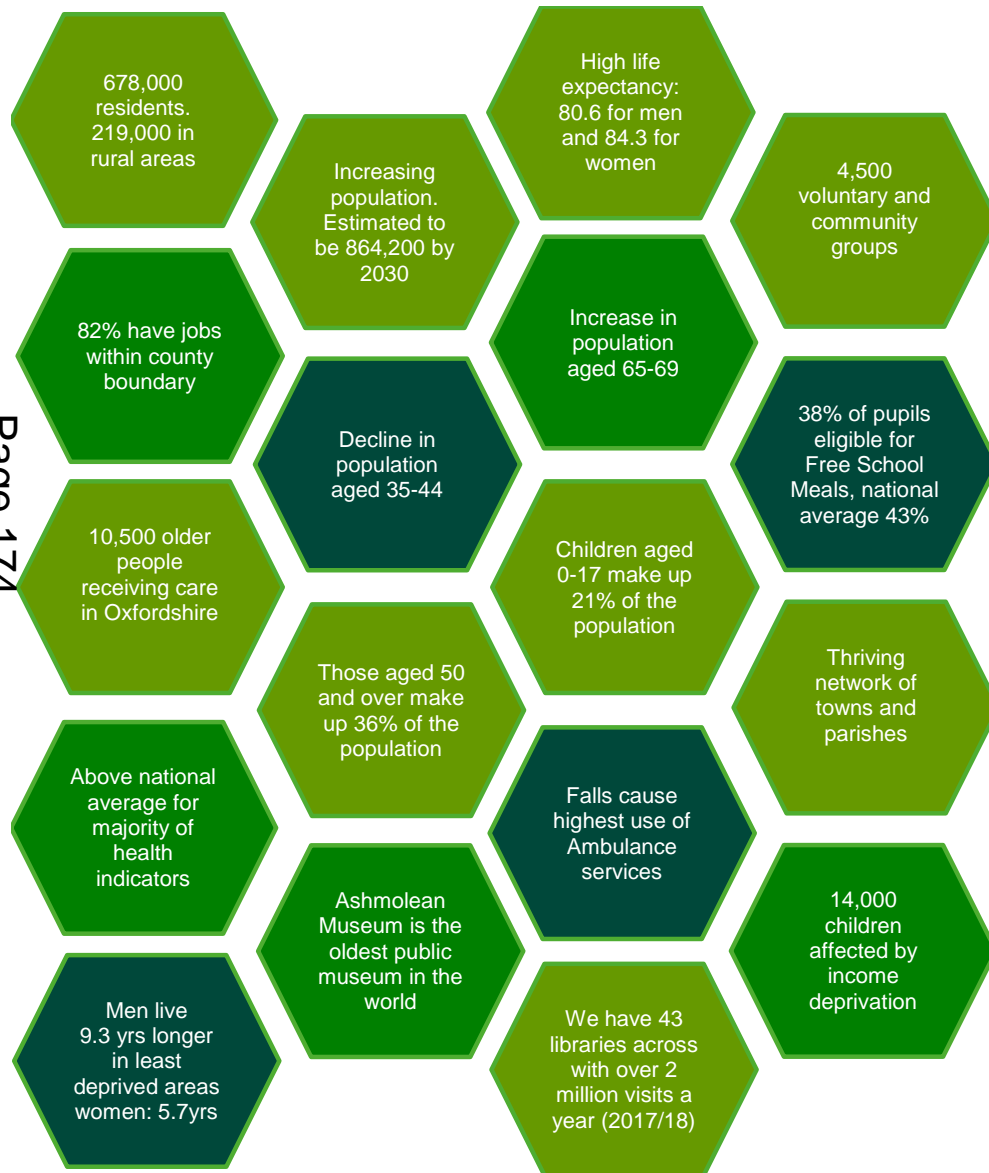 678,000
residents.
219,000 in
rural areas
High life
expectancy:
80.6 for men
and 84.3 for
women
Increasing
population.
Estimated to
be 864,200 by
2030
4,500
voluntary and
community
groups
82% have jobs
within county
boundary
Increase in
population
aged 65-69
Decline in
population
aged 35-44
38% of pupils
eligible for
Free School
Meals, national
average 43%
Page 174
10,500 older
people
receiving care
in Oxfordshire
Children aged
0-17 make up
21% of the
population
Those aged 50
and over make
up 36% of the
population
Thriving
network of
towns and
parishes
Above national
average for
majority of
health
indicators
Falls cause
highest use of
Ambulance
services
Ashmolean
Museum is the
oldest public
museum in the
world
14,000
children
affected by
income
deprivation
Men live
9.3 yrs longer
in least
deprived areas
women: 5.7yrs
We have 43
libraries across
with over 2
million visits a
year (2017/18)